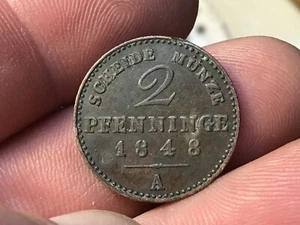 SCHEIDE MÜNZE
2
PFENNINGE
1848
A